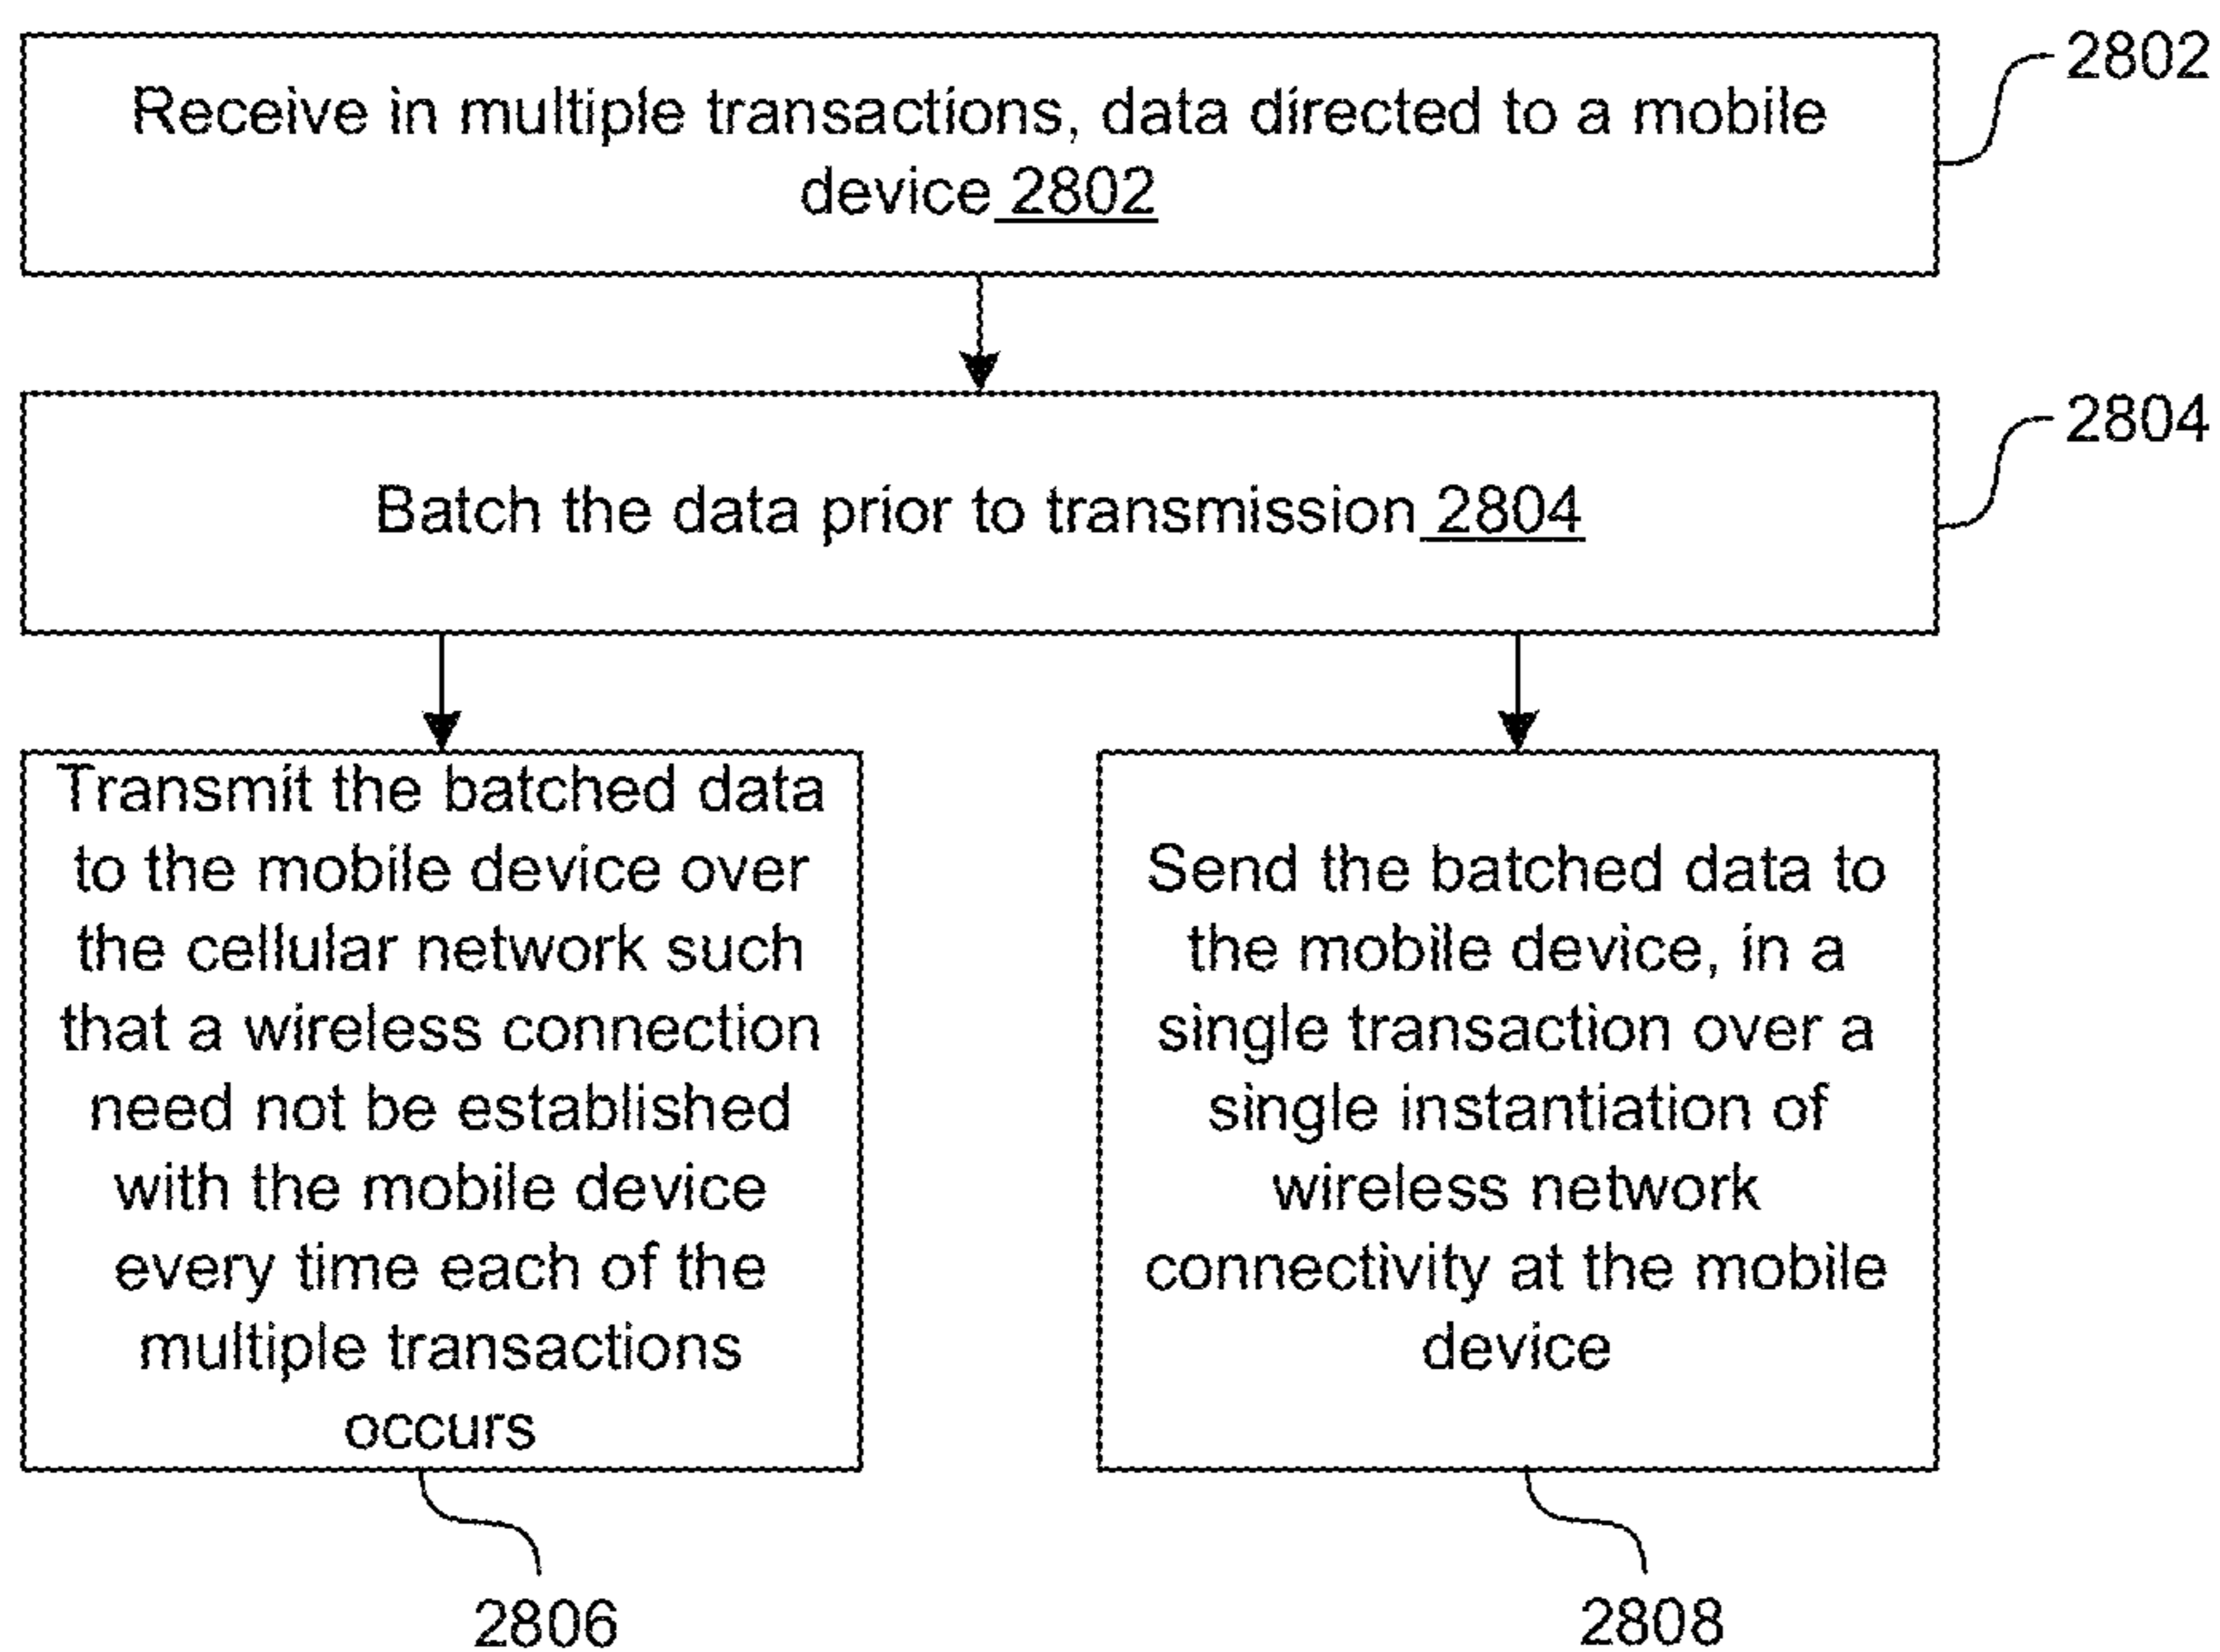 Receive in multiple transactions, data directed to a mobile
device 2802
2802
Batch the data prior to transmission 2804
2804
Transmit the batched data
to the mobile device over
the cellular network such
that a wireless connection
need not be established
with the mobile device
every time each of the
multiple transactions
occurs
2806
Send the batched data to
the mobile device, in a
single transaction over a
single instantiation of
wireless network
connectivity at the mobile
device
2808